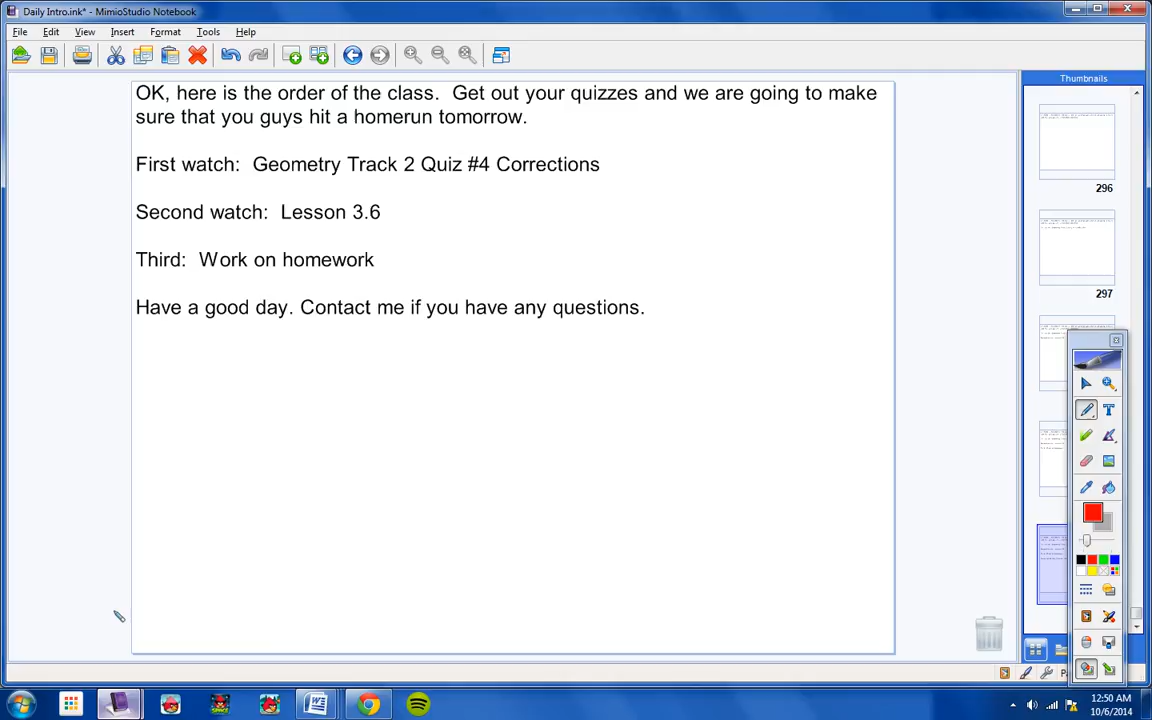 Daily Intro.ink* - MimioStudio Notebook
File Edit View Insert Format Tools Help
OK, here is the order of the class. Get out your quizzes and we are going to make
sure that you guys hit a homerun tomorrow.
First watch: Geometry Track 2 Quiz #4 Corrections
Second watch: Lesson 3.6
Third: Work on homework
Have a good day. Contact me if you have any questions.
Thumbnails
296
297
12:50 AM
10/6/2014